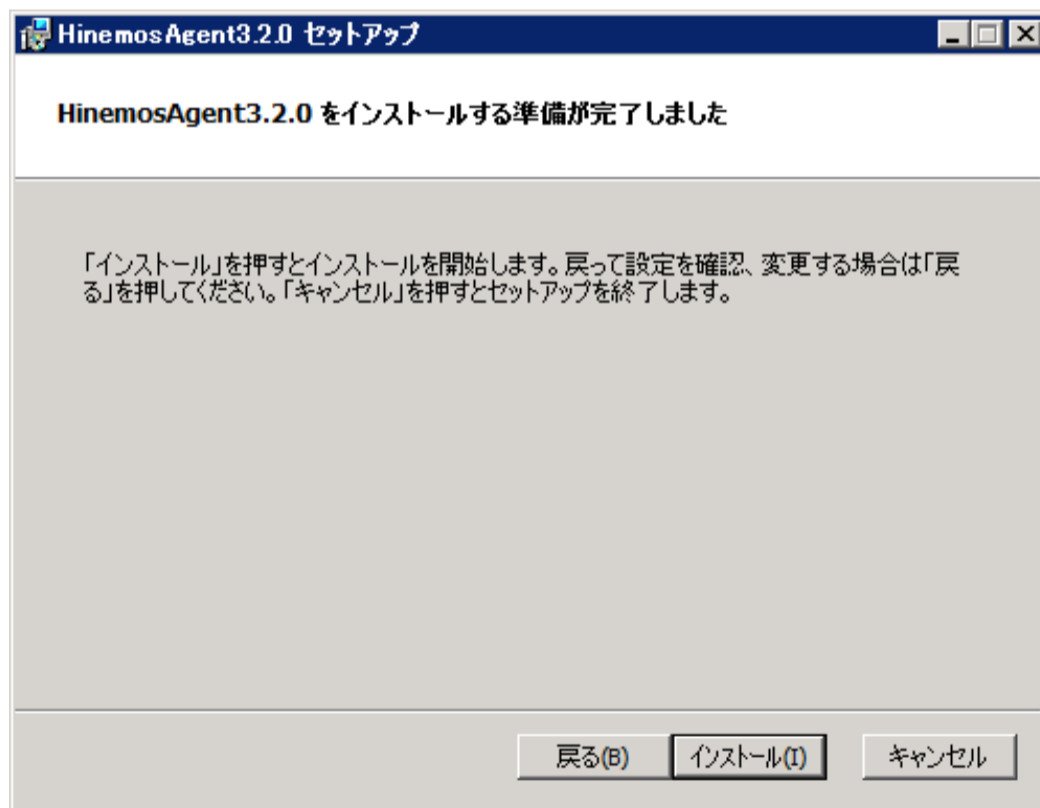 HinemosAgent3.2.0 セットアップ
HinemosAgent3.2.0 をインストールする準備が完了しました
「インストール」を押すとインストールを開始します。戻って設定を確認、変更する場合は「戻
る」を押してください。「キャンセル」を押すとセットアップを終了します。
戻る(B)
インストール(I)
キャンセル